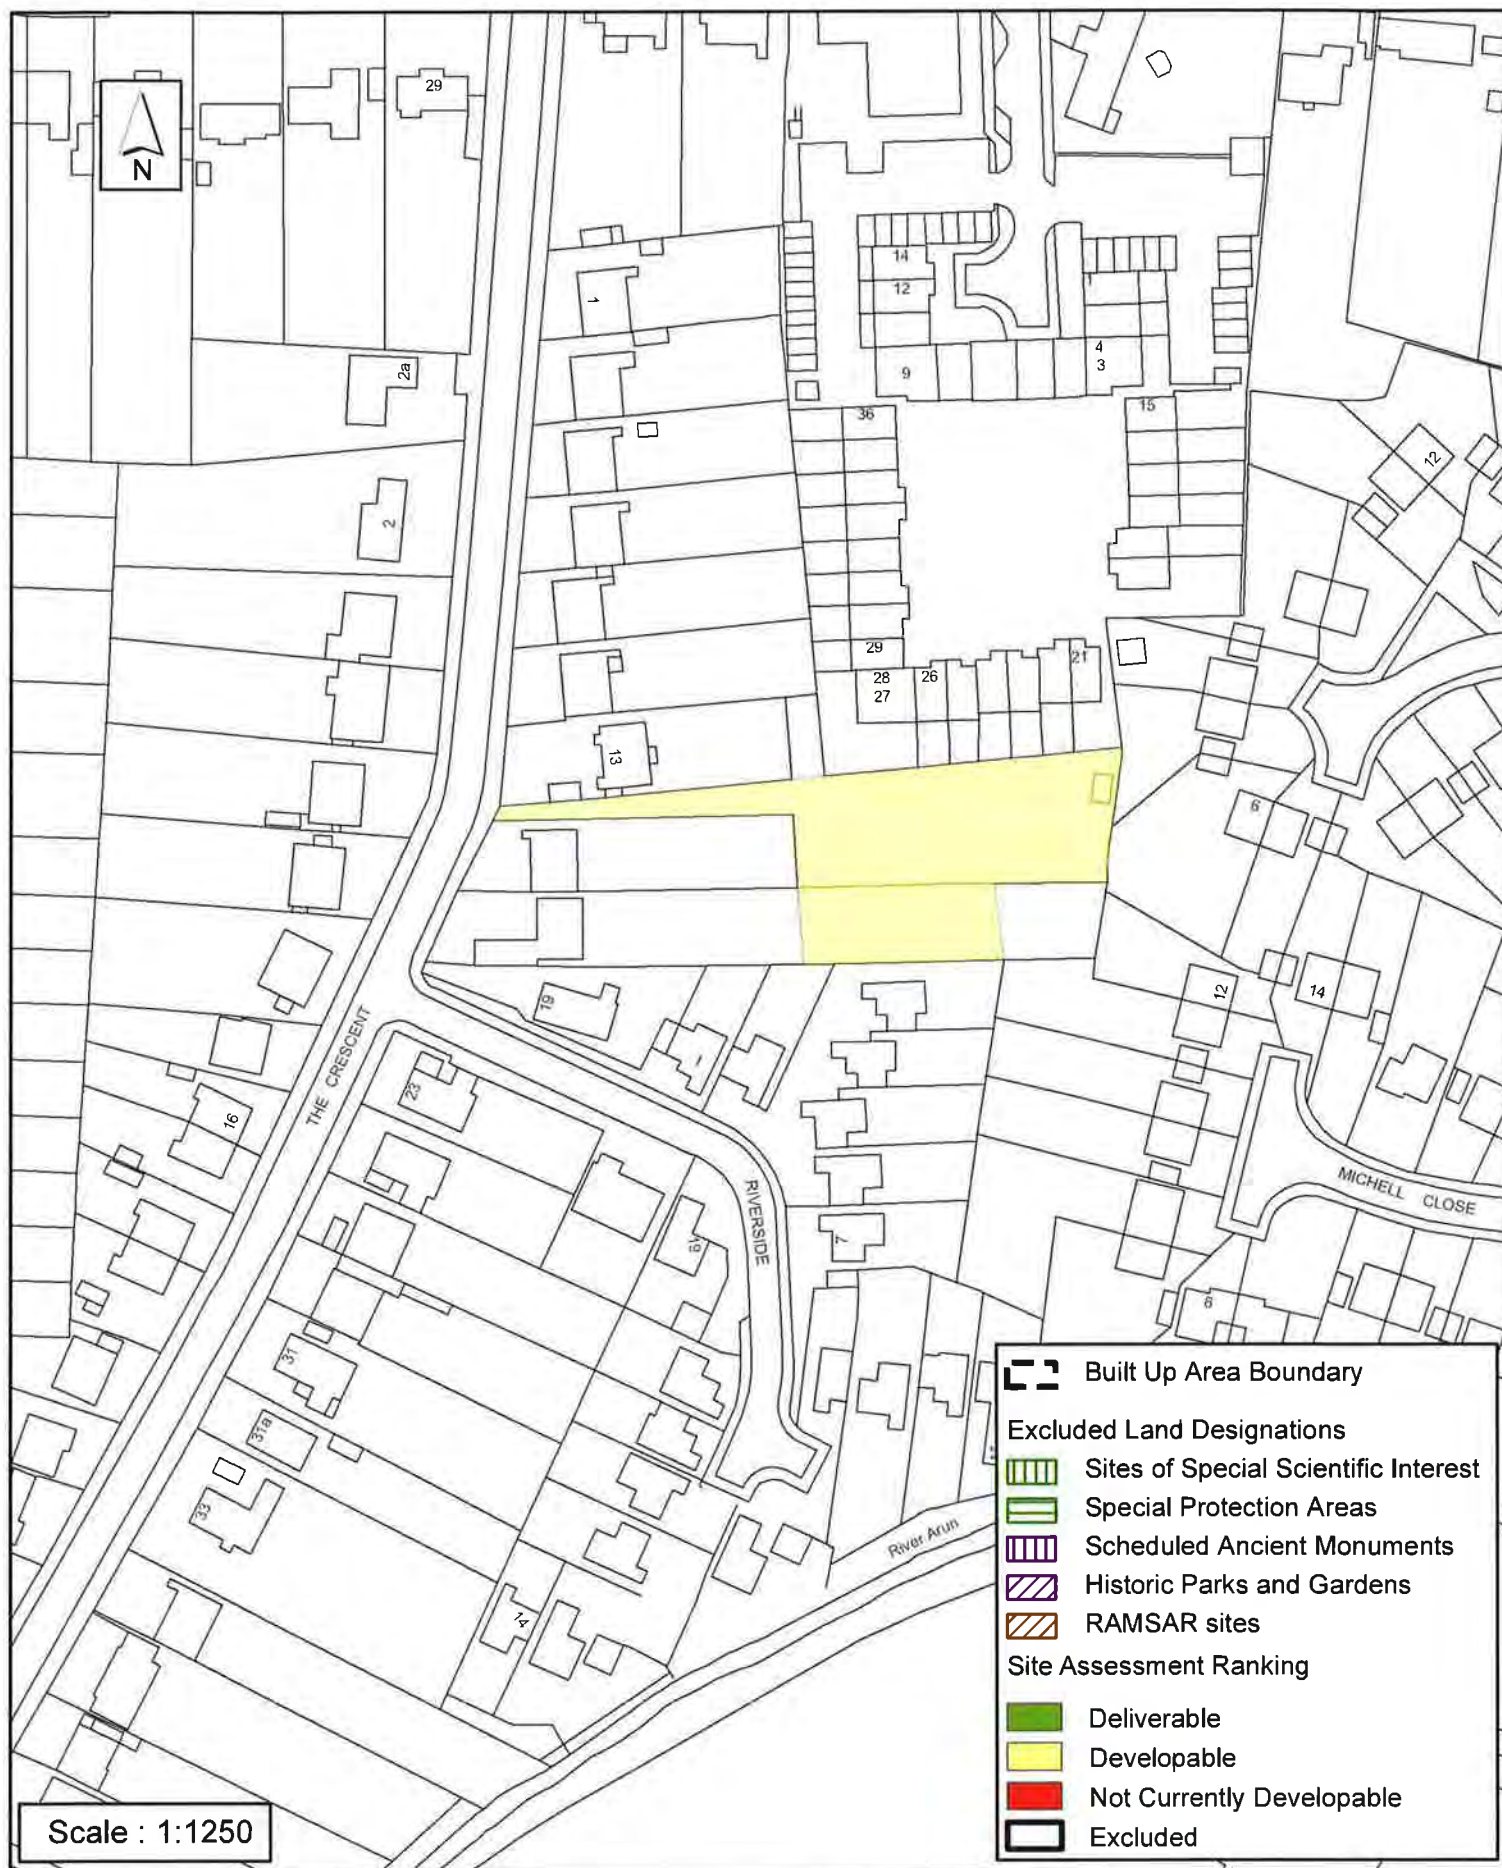 29
N
1
14
12
1
2a
4
3
9
36
15
12
2
29
21
28
26
27
13
6
19
12
14
1
THE CRESCENT
23
16
RIVERSIDE
MICHELL CLOSE
19
7
8
31
Built Up Area Boundary
Excluded Land Designations
31a
Sites of Special Scientific Interest
Special Protection Areas
33
River Arun
Scheduled Ancient Monuments
Historic Parks and Gardens
14
RAMSAR sites
Site Assessment Ranking
Deliverable
Developable
Not Currently Developable
Scale : 1:1250
Excluded